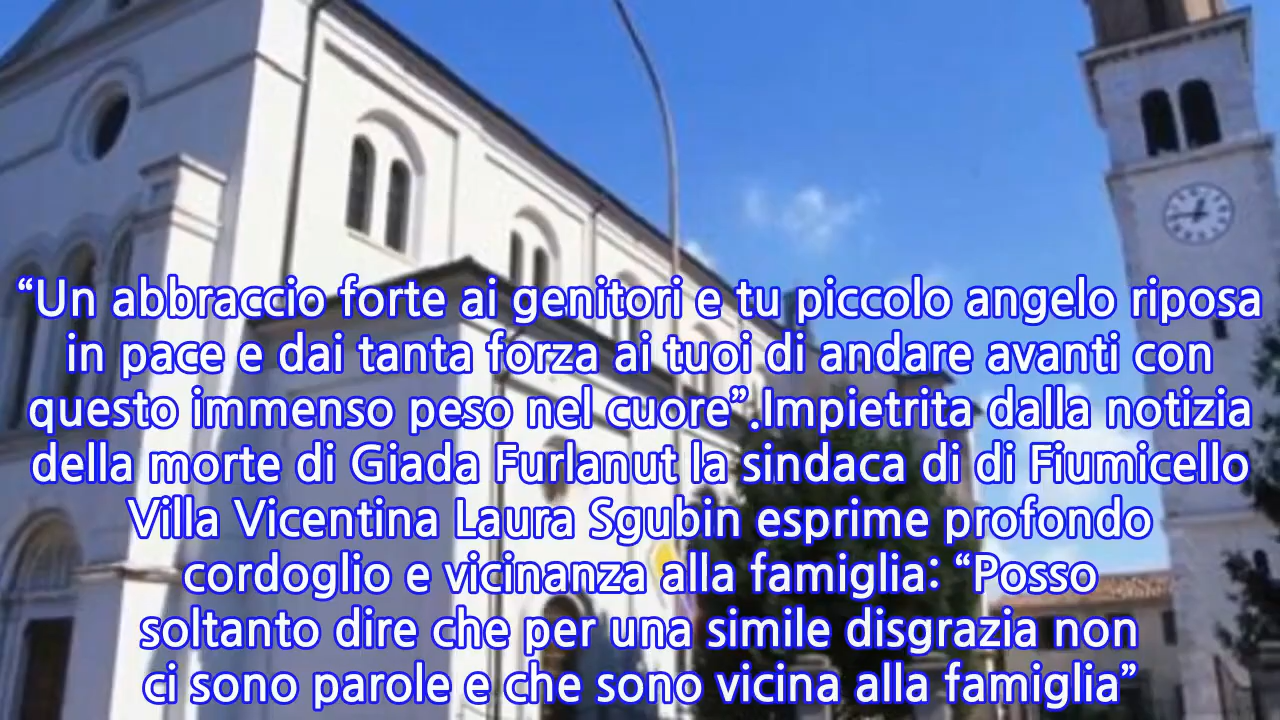 “Un abbraccio forte ai genitori e tu piccolo angelo riposa
in pace e dai tanta forza ai tuoi di andare avanti con
questo immenso peso nel cuore”.Impietrita dalla notizia
della morte di Giada Furlanut la sindaca di di Fiumicello
Villa Vicentina Laura Sgubin esprime profondo
cordoglio e vicinanza alla famiglia: “Posso
soltanto dire che per una simile disgrazia non
ci sono parole e che sono vicina alla famiglia”